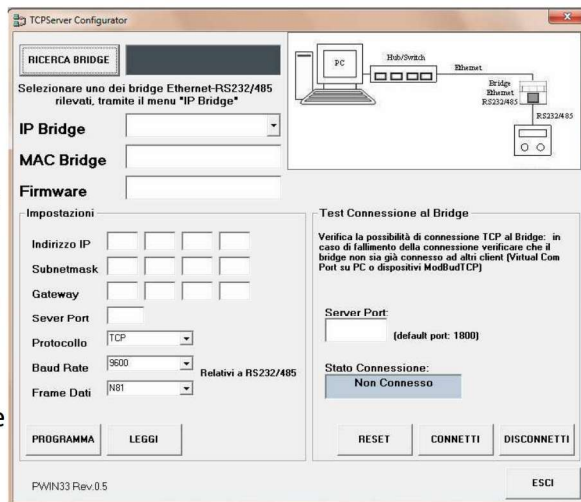 TCPServer Configurator
RICERCA BRIDGE
Selezionare uno dei bridge Ethernet-RS232/485
rilevati, tramite il menu "IP Bridge"
IP Bridge
MAC Bridge
Firmware
PC
Hub/Switch
Ethernet
Bridge
Ethernet
RS232/485
RS232/485
Impostazioni
Indirizzo IP
Subnetmask
Gateway
Sever Port
Protocollo
TCP
Baud Rate
9600
Relativi a RS232/485
Frame Dati
N81
PROGRAMMA
LEGGI
Test Connessione al Bridge
Verifica la possibilità di connessione TCP al Bridge: in
caso di fallimento della connessione verificare che il
bridge non sia già connesso ad altri client (Virtual Com
Port su PC o dispositivi ModBudTCP)
Server Port:
(default port: 1800)
Stato Connessione:
Non Connesso
RESET
CONNETTI
DISCONNETTI
PWIN33 Rev.0.5
ESCI
e